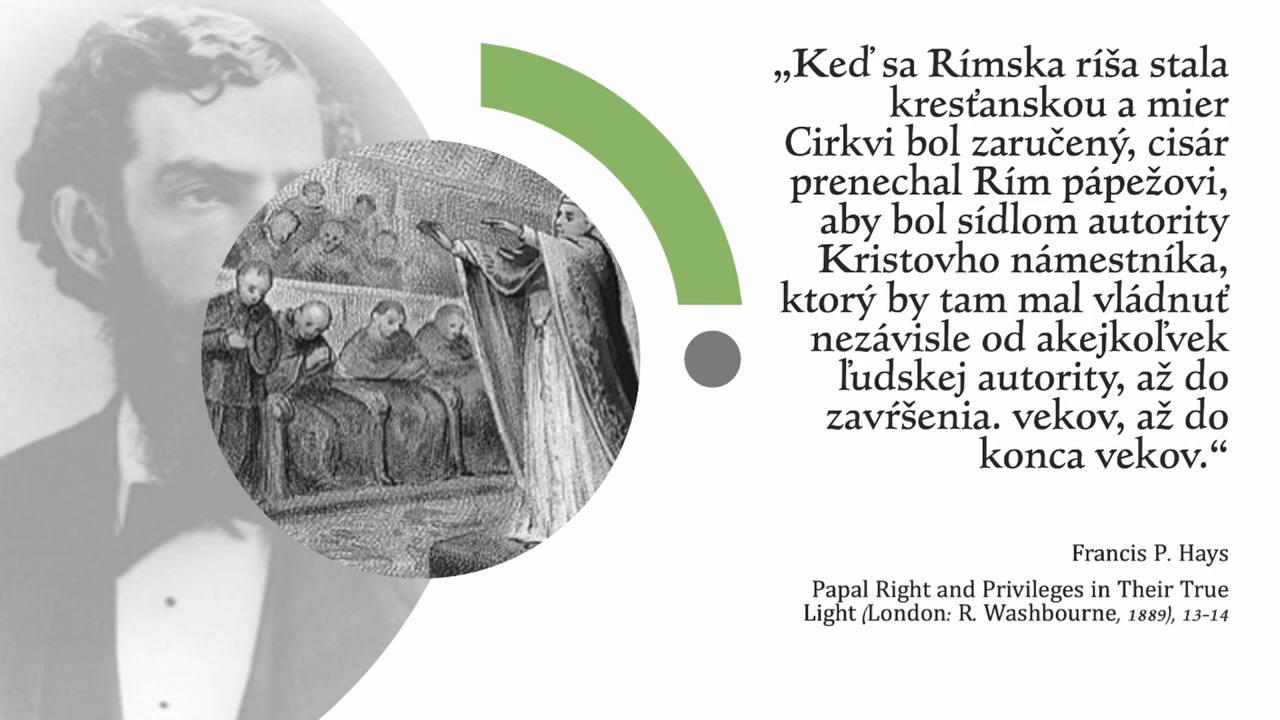 „Keď sa Rímska ríša stala
kresťanskou a mier
Cirkvi bol zaručený, cisár
prenechal Rím pápežovi,
aby bol sídlom autority
Kristovho námestníka,
ktorý by tam mal vládnuť
nezávisle od akejkoľvek
ľudskej autority, až do
zavŕšenia. vekov, až do
konca vekov.“
Francis P. Hays
Papal Right and Privileges in Their True
Light (London: R. Washbourne, 1889), 13-14